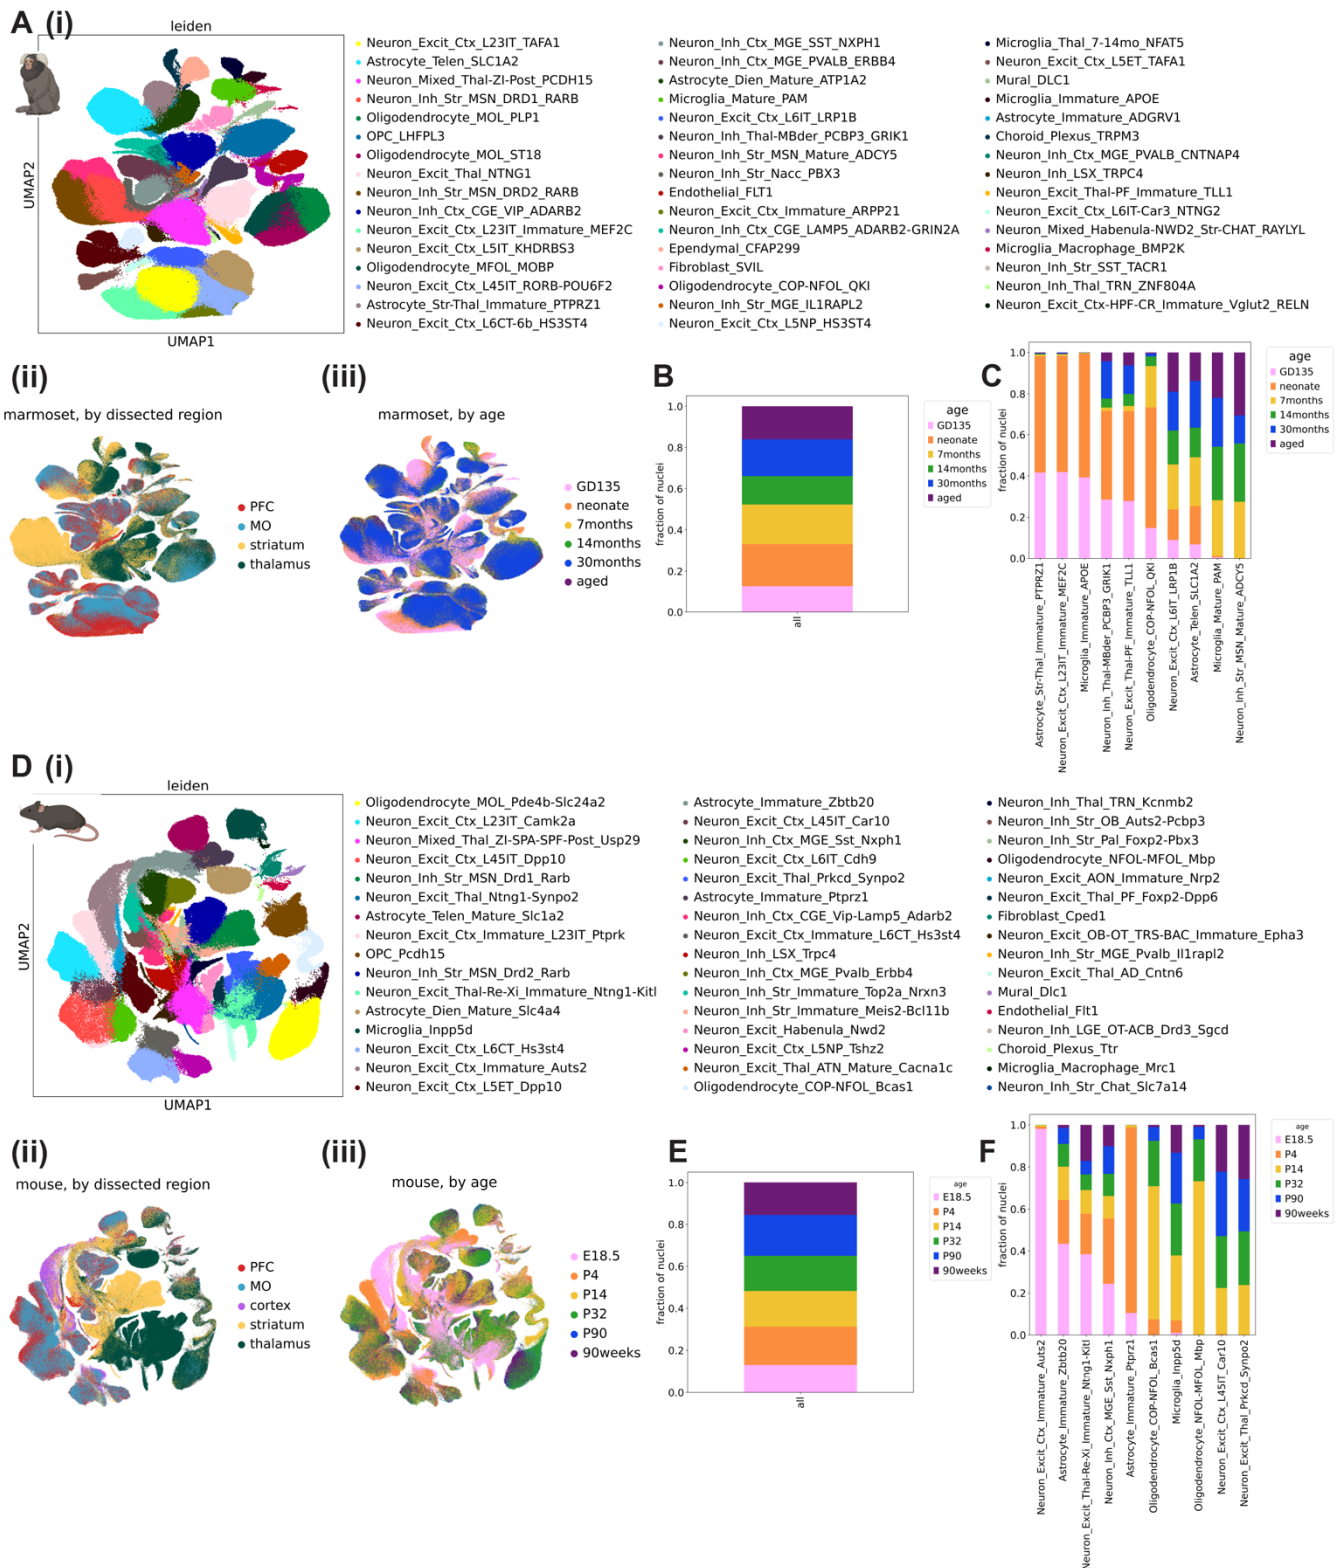 A (i)
leiden
UMAP2
UMAP1
Neuron_Excit_Ctx_L23IT_TAFA1
Astrocyte_Telen_SLC1A2
Neuron_Mixed_Thal-ZI-Post_PCDH15
Neuron_Inh_Str_MSN_DRD1_RARB
Oligodendrocyte_MOL_PLP1
OPC_LHFPL3
Oligodendrocyte_MOL_ST18
Neuron_Excit_Thal_NTNG1
Neuron_Inh_Str_MSN_DRD2_RARB
Neuron_Inh_Ctx_CGE_VIP_ADARB2
Neuron_Excit_Ctx_L23IT_Immature_MEF2C
Neuron_Excit_Ctx_L5IT_KHDRBS3
Oligodendrocyte_MFOL_MOBP
Neuron_Excit_Ctx_L45IT_RORB-POU6F2
Astrocyte_Str-Thal_Immature_PTPRZ1
Neuron_Excit_Ctx_L6CT-6b_HS3ST4
Neuron_Inh_Ctx_MGE_SST_NXPH1
Neuron_Inh_Ctx_MGE_PVALB_ERBB4
Astrocyte_Dien_Mature_ATP1A2
Microglia_Mature_PAM
Neuron_Excit_Ctx_L6IT_LRP1B
Neuron_Inh_Thal-MBder_PCBP3_GRIK1
Neuron_Inh_Str_MSN_Mature_ADCY5
Neuron_Inh_Str_Nacc_PBX3
Endothelial_FLT1
Neuron_Excit_Ctx_Immature_ARPP21
Neuron_Inh_Ctx_CGE_LAMP5_ADARB2-GRIN2A
Ependymal_CFAP299
Fibroblast_SVIL
Oligodendrocyte_COP-NFOL_QKI
Neuron_Inh_Str_MGE_IL1RAPL2
Neuron_Excit_Ctx_L5NP_HS3ST4
Microglia_Thal_7-14mo_NFAT5
Neuron_Excit_Ctx_L5ET_TAFA1
Mural_DLC1
Microglia_Immature_APOE
Astrocyte_Immature_ADGRV1
Choroid_Plexus_TRPM3
Neuron_Inh_Ctx_MGE_PVALB_CNTNAP4
Neuron_Inh_LSX_TRPC4
Neuron_Excit_Thal-PF_Immature_TLL1
Neuron_Excit_Ctx_L6IT-Car3_NTNG2
Neuron_Mixed_Habenula-NWD2_Str-CHAT_RAYLYL
Microglia_Macrophage_BMP2K
Neuron_Inh_Str_SST_TACR1
Neuron_Inh_Thal_TRN_ZNF804A
Neuron_Excit_Ctx-HPF-CR_Immature_Vglut2_RELN
(ii)
marmoset, by dissected region
PFC
MO
striatum
thalamus
(iii)
marmoset, by age
GD135
neonate
7months
14months
30months
aged
B
fraction of nuclei
1.0
0.8
0.6
0.4
0.2
0.0
all
age
GD135
neonate
7months
14months
30months
aged
C
fraction of nuclei
1.0
0.8
0.6
0.4
0.2
0.0
Astrocyte_Str-Thal_Immature_PTPRZ1
Neuron_Excit_Ctx_L23IT_Immature_MEF2C
Microglia_Immature_APOE
Neuron_Inh_Thal-MBder_PCBP3_GRIK1
Neuron_Excit_Thal-PF_Immature_TLL1
Oligodendrocyte_COP-NFOL_QKI
Neuron_Excit_Ctx_L6IT_LRP1B
Astrocyte_Telen_SLC1A2
Microglia_Mature_PAM
Neuron_Inh_Str_MSN_Mature_ADCY5
age
GD135
neonate
7months
14months
30months
aged
D (i)
leiden
UMAP2
UMAP1
Oligodendrocyte_MOL_Pde4b-Slc24a2
Neuron_Excit_Ctx_L23IT_Camk2a
Neuron_Mixed_Thal_ZI-SPA-SPF-Post_Usp29
Neuron_Excit_Ctx_L45IT_Dpp10
Neuron_Inh_Str_MSN_Drd1_Rarb
Neuron_Excit_Thal_Ntng1-Synpo2
Astrocyte_Telen_Mature_Slc1a2
Neuron_Excit_Ctx_Immature_L23IT_Ptprk
OPC_Pcdh15
Neuron_Inh_Str_MSN_Drd2_Rarb
Neuron_Excit_Thal-Re-Xi_Immature_Ntng1-Kitl
Astrocyte_Dien_Mature_Slc4a4
Microglia_Inpp5d
Neuron_Excit_Ctx_L6CT_Hs3st4
Neuron_Excit_Ctx_Immature_Auts2
Neuron_Excit_Ctx_L5ET_Dpp10
Astrocyte_Immature_Zbtb20
Neuron_Excit_Ctx_L45IT_Car10
Neuron_Inh_Ctx_MGE_Sst_Nxph1
Neuron_Excit_Ctx_L6IT_Cdh9
Neuron_Excit_Thal_Prkcd_Synpo2
Astrocyte_Immature_Ptprz1
Neuron_Inh_Ctx_CGE_Vip-Lamp5_Adarb2
Neuron_Excit_Ctx_Immature_L6CT_Hs3st4
Neuron_Inh_LSX_Trpc4
Neuron_Inh_Ctx_MGE_Pvalb_Erbb4
Neuron_Inh_Str_Immature_Top2a_Nrxn3
Neuron_Inh_Str_Immature_Meis2-Bcl11b
Neuron_Excit_Habenula_Nwd2
Neuron_Excit_Ctx_L5NP_Tshz2
Neuron_Excit_Thal_ATN_Mature_Cacna1c
Oligodendrocyte_COP-NFOL_Bcas1
Neuron_Inh_Thal_TRN_Kcnmb2
Neuron_Inh_Str_OB_Auts2-Pcbp3
Neuron_Inh_Str_Pal_Foxp2-Pbx3
Oligodendrocyte_NFOL-MFOL_Mbp
Neuron_Excit_AON_Immature_Nrp2
Neuron_Excit_Thal_PF_Foxp2-Dpp6
Fibroblast_Cped1
Neuron_Excit_OB-OT_TRS-BAC_Immature_Epha3
Neuron_Inh_Str_MGE_Pvalb_Il1rapl2
Neuron_Excit_Thal_AD_Cntn6
Mural_Dlc1
Endothelial_Flt1
Neuron_Inh_LGE_OT-ACB_Drd3_Sgcd
Choroid_Plexus_Ttr
Microglia_Macrophage_Mrc1
Neuron_Inh_Str_Chat_Slc7a14
(ii)
mouse, by dissected region
PFC
MO
cortex
striatum
thalamus
(iii)
mouse, by age
E18.5
P4
P14
P32
P90
90weeks
E
fraction of nuclei
1.0
0.8
0.6
0.4
0.2
0.0
all
age
E18.5
P4
P14
P32
P90
90weeks
F
fraction of nuclei
1.0
0.8
0.6
0.4
0.2
0.0
Neuron_Excit_Ctx_Immature_Auts2
Astrocyte_Immature_Zbtb20
Neuron_Excit_Thal-Re-Xi_Immature_Ntng1-Kitl
Neuron_Inh_Ctx_MGE_Sst_Nxph1
Astrocyte_Immature_Ptprz1
Oligodendrocyte_COP-NFOL_Bcas1
Microglia_Inpp5d
Oligodendrocyte_NFOL-MFOL_Mbp
Neuron_Excit_Ctx_L45IT_Car10
Neuron_Excit_Thal_Prkcd_Synpo2
age
E18.5
P4
P14
P32
P90
90weeks